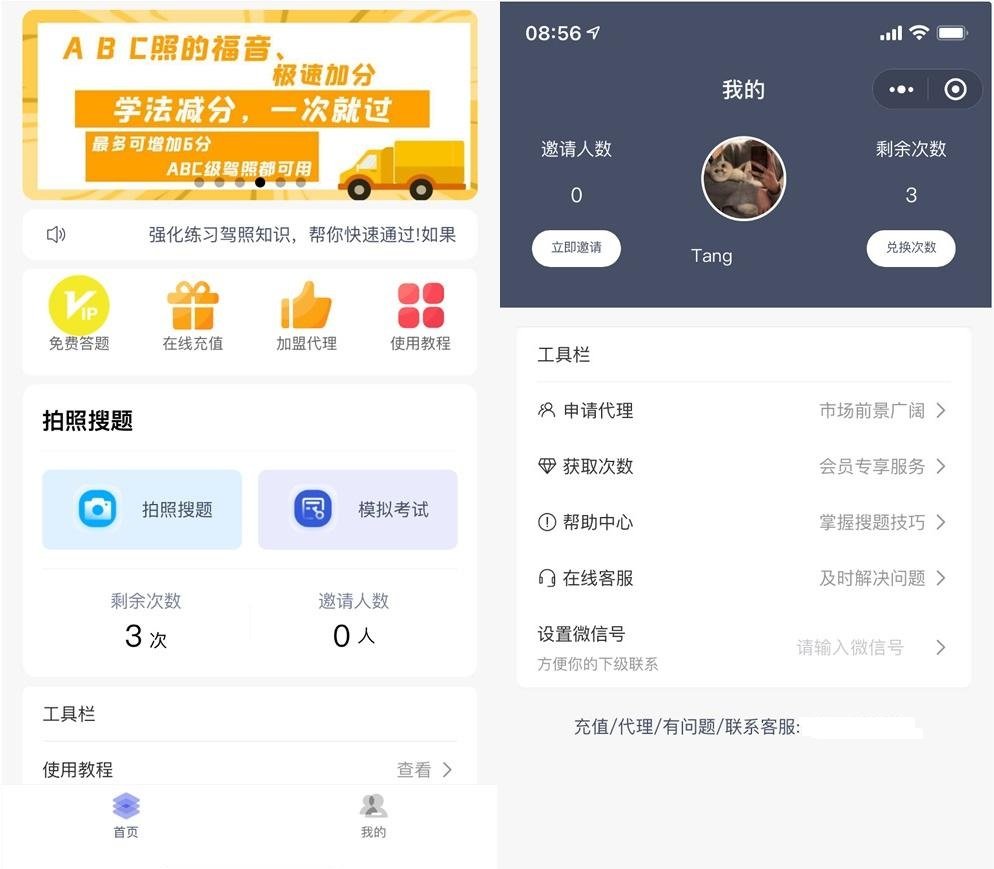 ABC照的福音、
极速加分
学法减分，一次就过
最多可增加6分
ABC级驾照都可用
强化练习驾照知识，帮你快速通过!如果
VIP
免费答题
在线充值
加盟代理
使用教程
拍照搜题
拍照搜题
模拟考试
剩余次数
邀请人数
3 次
0 人
工具栏
使用教程
查看
首页
我的
08:56
我的
邀请人数
0
立即邀请
Tang
剩余次数
3
兑换次数
工具栏
申请代理
市场前景广阔
获取次数
会员专享服务
帮助中心
掌握搜题技巧
在线客服
及时解决问题
设置微信号
方便你的下级联系
请输入微信号
充值/代理/有问题/联系客服: